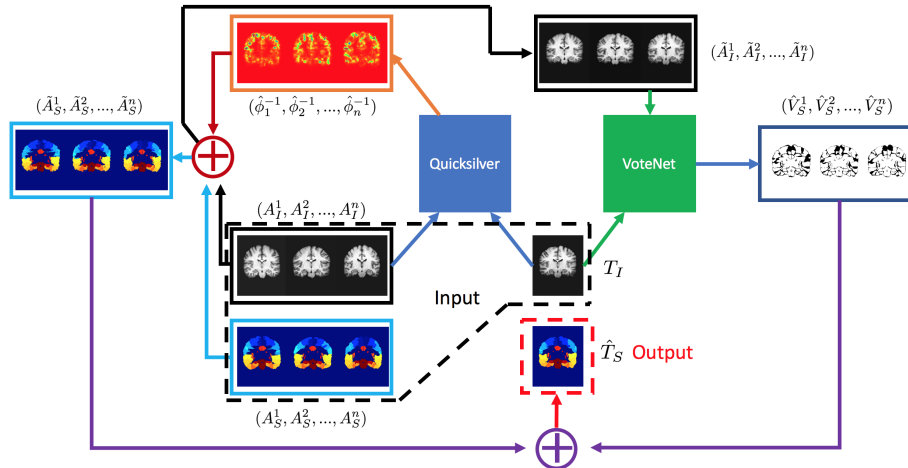 (Ã_I^1, Ã_I^2, ..., Ã_I^n)
(Ã_S^1, Ã_S^2, ..., Ã_S^n)
(φ̂_1^{-1}, φ̂_2^{-1}, ..., φ̂_n^{-1})
(V̂_S^1, V̂_S^2, ..., V̂_S^n)
Quicksilver
VoteNet
(A_I^1, A_I^2, ..., A_I^n)
T_I
Input
T̂_S Output
(A_S^1, A_S^2, ..., A_S^n)